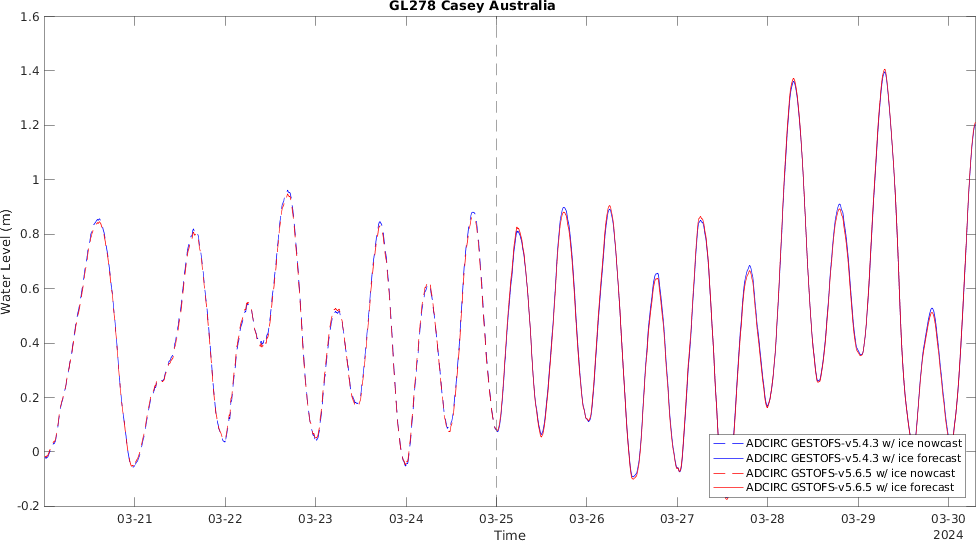 GL278 Casey Australia
1.6
1.4
1.2
1
0.8
0.6
0.4
0.2
0
-0.2
Water Level (m)
ADCIRC GESTOFS-v5.4.3 w/ ice nowcast
ADCIRC GESTOFS-v5.4.3 w/ ice forecast
ADCIRC GSTOFS-v5.6.5 w/ ice nowcast
ADCIRC GSTOFS-v5.6.5 w/ ice forecast
03-21 03-22 03-23 03-24 03-25 03-26 03-27 03-28 03-29 03-30
Time
2024